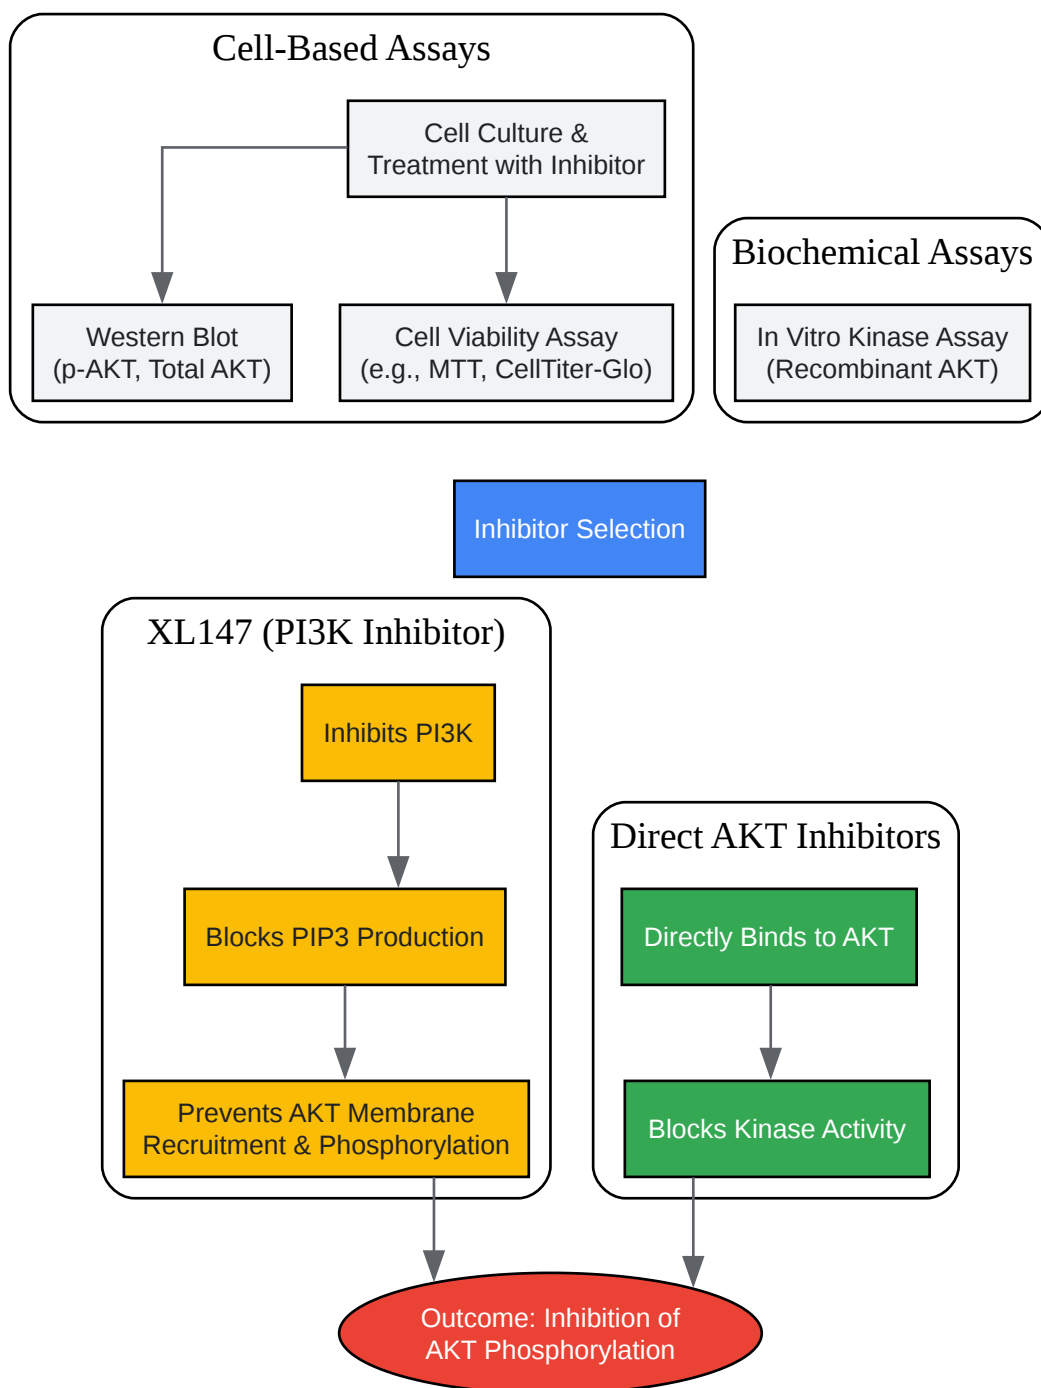 Cell-Based Assays
Cell Culture &
Treatment with Inhibitor
Western Blot
(p-AKT, Total AKT)
Cell Viability Assay
(e.g., MTT, CellTiter-Glo)
Biochemical Assays
In Vitro Kinase Assay
(Recombinant AKT)
Inhibitor Selection
XL147 (PI3K Inhibitor)
Inhibits PI3K
Blocks PIP3 Production
Prevents AKT Membrane
Recruitment & Phosphorylation
Direct AKT Inhibitors
Directly Binds to AKT
Blocks Kinase Activity
Outcome: Inhibition of
AKT Phosphorylation